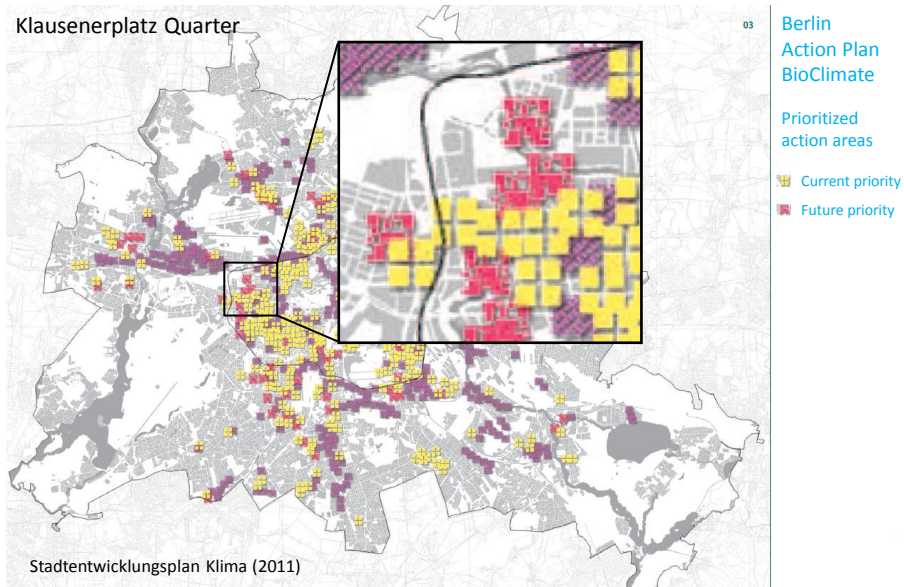 Klausenerplatz Quarter
03
Berlin
Action Plan
BioClimate
Prioritized
action areas
Current priority
Future priority
Stadtentwicklungsplan Klima (2011)